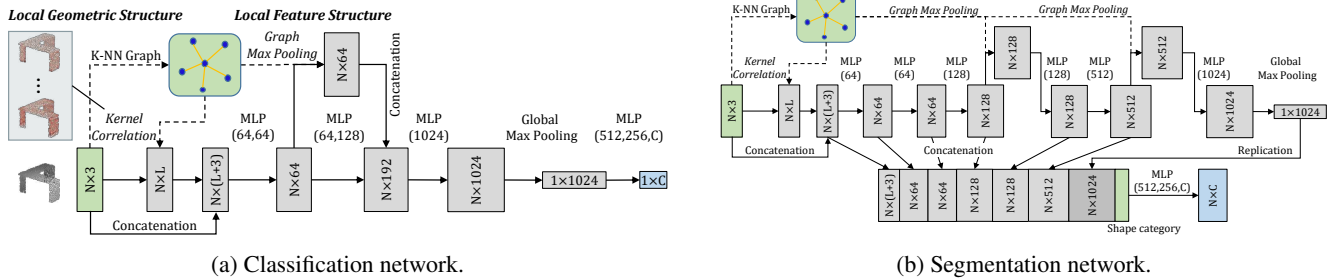 Local Geometric Structure
Local Feature Structure
K-NN Graph
Graph
Max Pooling
Kernel
Correlation
N×64
Concatenation
MLP
(64,64)
MLP
(64,128)
MLP
(1024)
Global
Max Pooling
MLP
(512,256,C)
N×3
N×L
N×(L+3)
N×64
N×192
N×1024
1×1024
1×C
Concatenation
(a) Classification network.
K-NN Graph
Graph Max Pooling
Graph Max Pooling
Kernel
Correlation
MLP
(64)
MLP
(64)
MLP
(128)
N×128
MLP
(128)
MLP
(512)
N×512
MLP
(1024)
Global
Max Pooling
N×3
N×L
N×(L+3)
N×64
N×64
N×128
N×128
N×512
N×1024
1×1024
Concatenation
Concatenation
Replication
N×(L+3)
N×64
N×64
N×128
N×128
N×512
N×1024
MLP
(512,256,C)
N×C
Shape category
(b) Segmentation network.